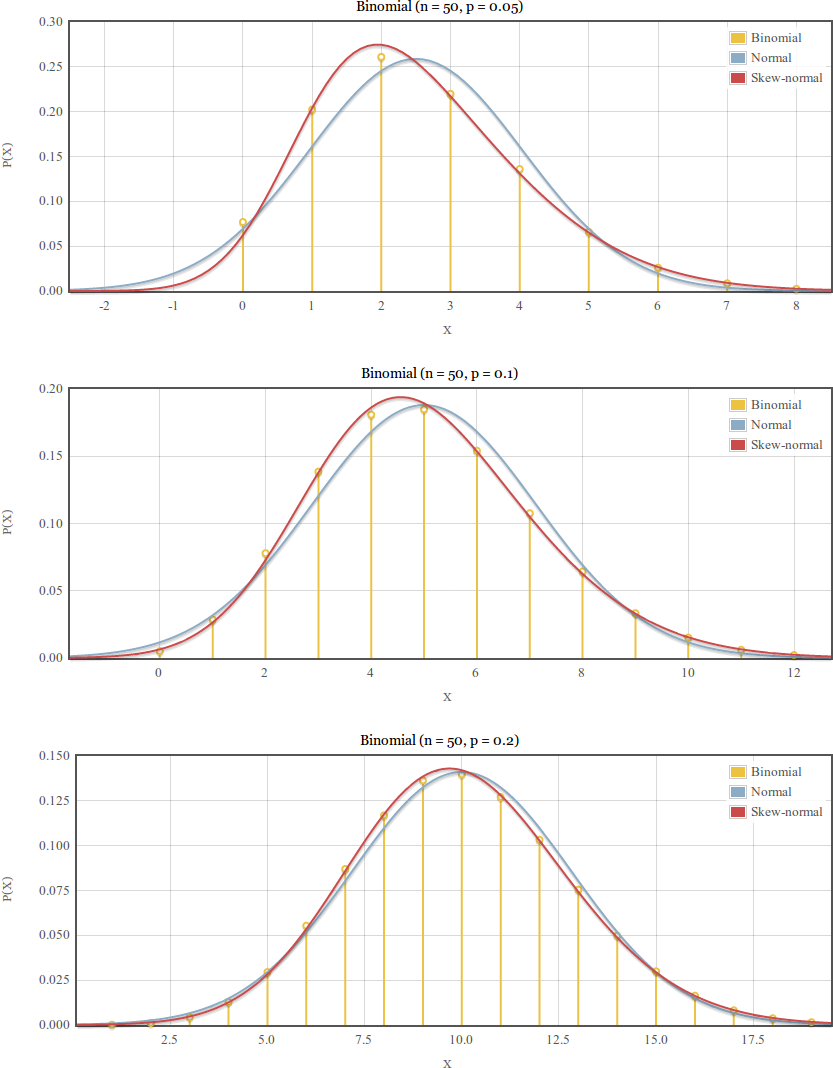 Binomial (n = 50, p = 0.05)
0.30
0.25
0.20
0.15
0.10
0.05
0.00
P(X)
Binomial
Normal
Skew-normal
-2 -1 0 1 2 3 4 5 6 7 8
X
Binomial (n = 50, p = 0.1)
0.20
0.15
0.10
0.05
0.00
P(X)
Binomial
Normal
Skew-normal
0 2 4 6 8 10 12
X
Binomial (n = 50, p = 0.2)
0.150
0.125
0.100
0.075
0.050
0.025
0.000
P(X)
Binomial
Normal
Skew-normal
2.5 5.0 7.5 10.0 12.5 15.0 17.5
X